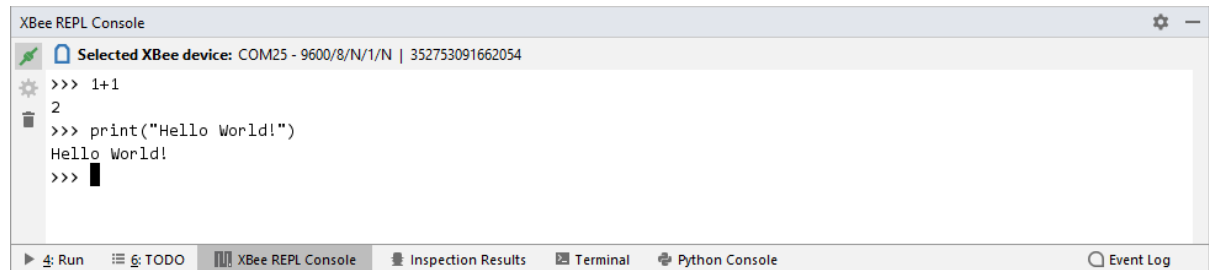 XBee REPL Console
Selected XBee device: COM25 - 9600/8/N/1/N | 352753091662054
>>> 1+1
2
>>> print("Hello World!")
Hello World!
>>>
4: Run 6: TODO XBee REPL Console Inspection Results Terminal Python Console Event Log